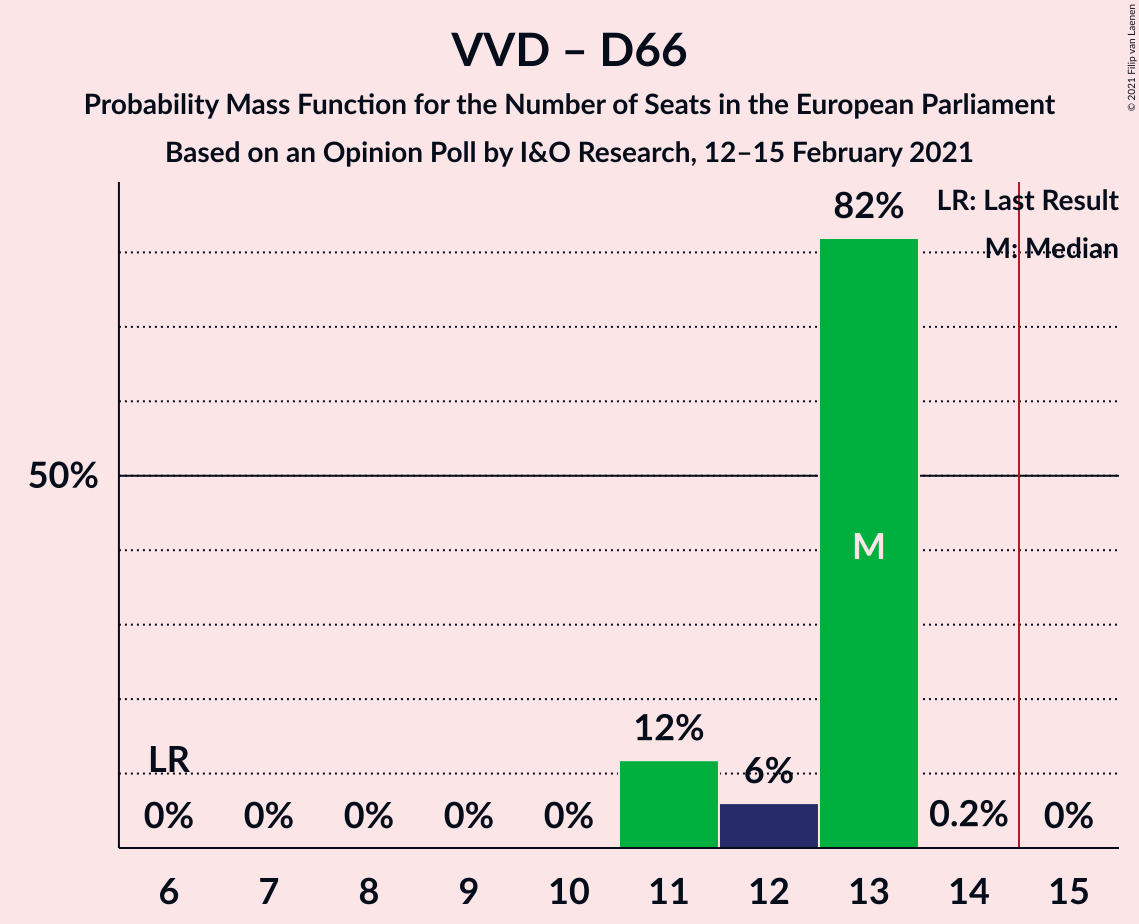 VVD – D66
Probability Mass Function for the Number of Seats in the European Parliament
Based on an Opinion Poll by I&O Research, 12–15 February 2021
© 2021 Filip van Laenen
LR: Last Result
M: Median
82%
50%
M
12%
LR
6%
0% 0% 0% 0% 0% 0.2% 0%
6 7 8 9 10 11 12 13 14 15